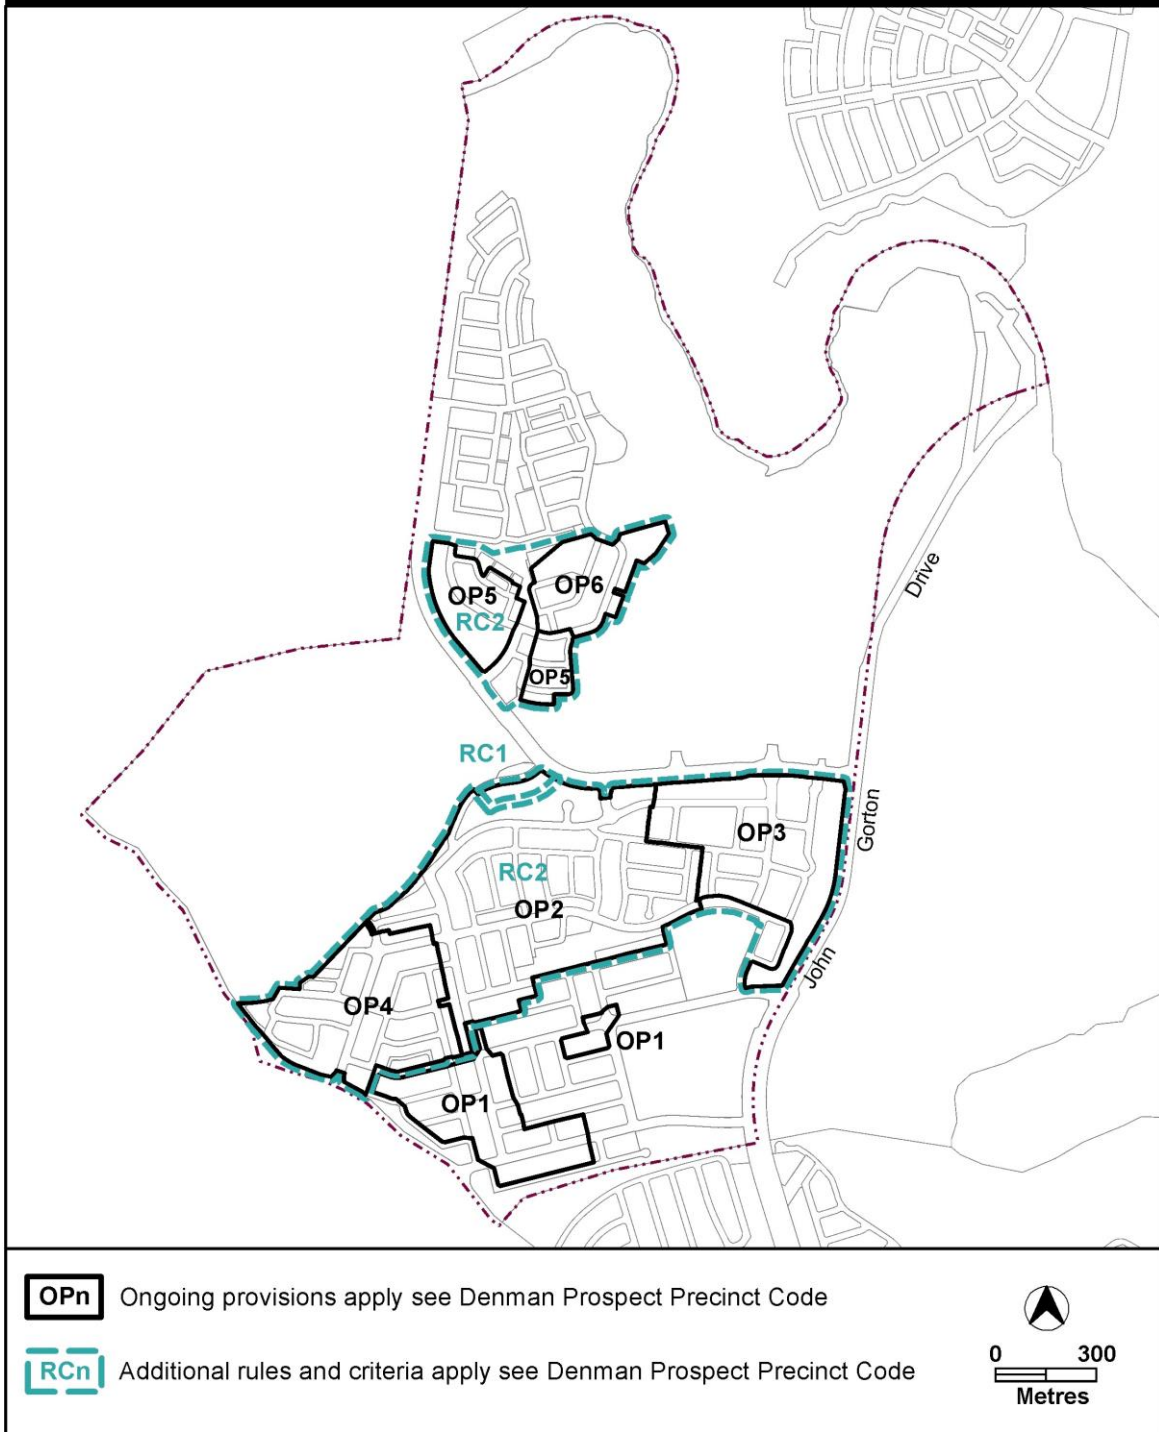 OP5
OP6
RC2
OP5
Drive
RC1
OP3
Gorton
RC2
OP2
John
OP4
OP1
OP1
OPn Ongoing provisions apply see Denman Prospect Precinct Code
RCn Additional rules and criteria apply see Denman Prospect Precinct Code
0 300
Metres